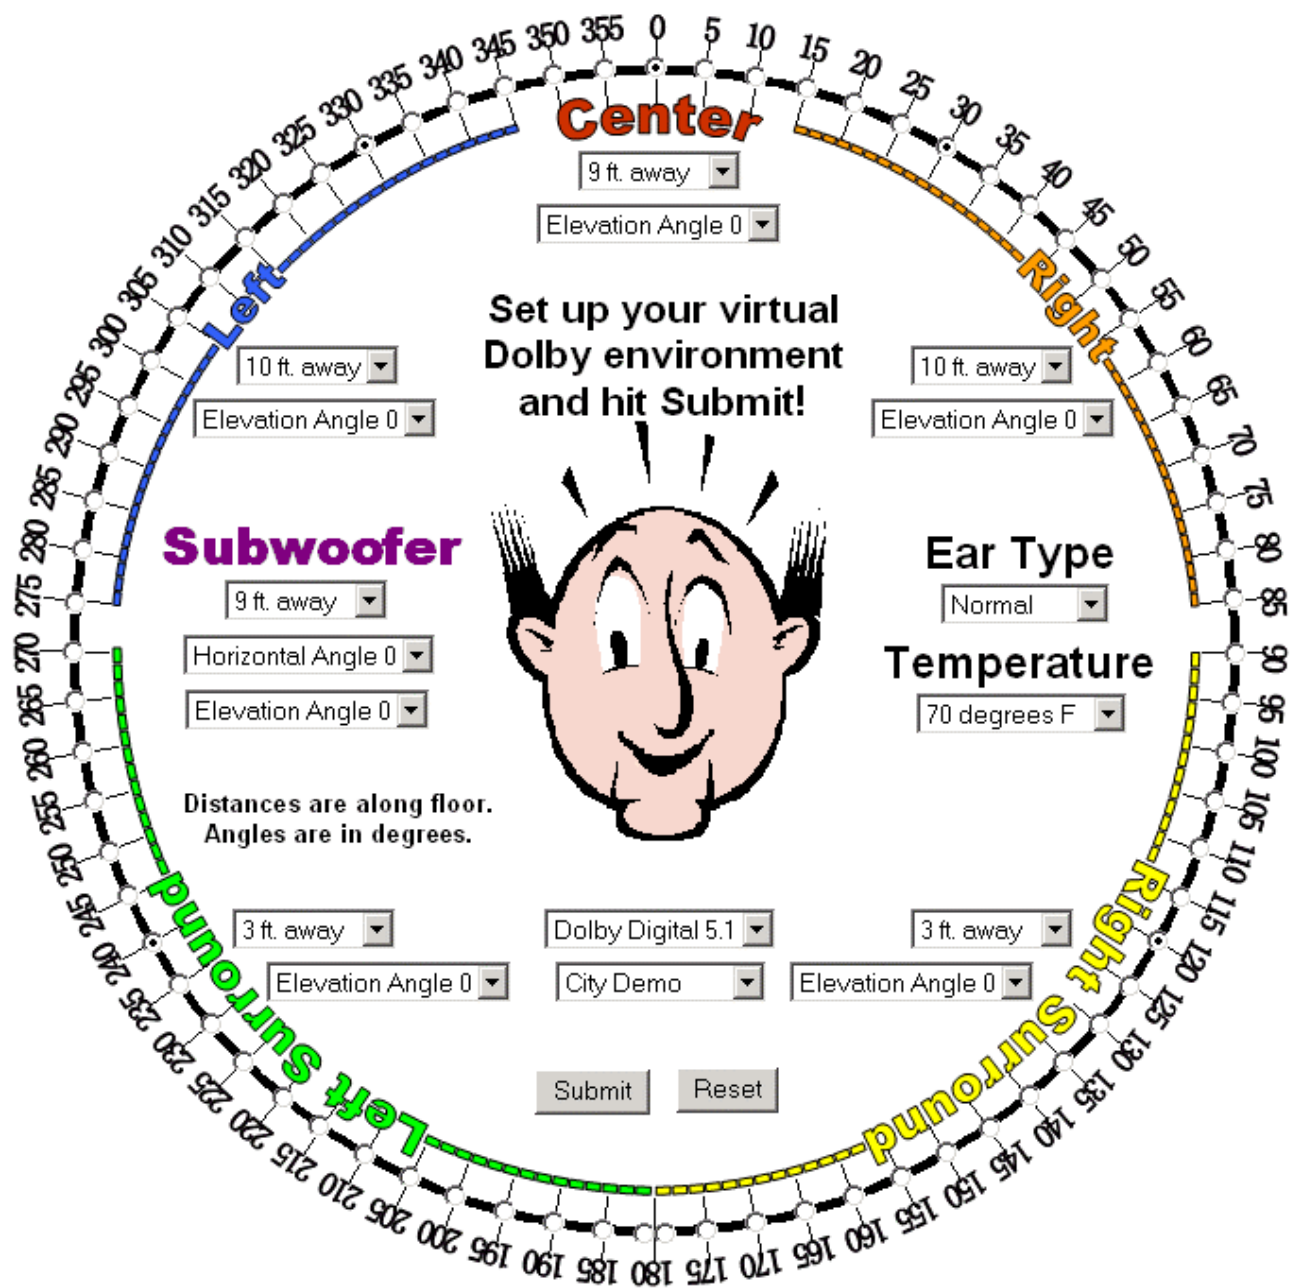 0
5
10
15
20
25
30
35
40
45
50
55
60
65
70
75
80
85
90
95
100
105
110
115
120
125
130
135
140
145
150
155
160
165
170
175
180
185
190
195
200
205
210
215
220
225
230
235
240
245
250
255
260
265
270
275
280
285
290
295
300
305
310
315
320
325
330
335
340
345
350
355
Center
9 ft. away
Elevation Angle 0
Left
10 ft. away
Elevation Angle 0
Set up your virtual
Dolby environment
and hit Submit!
Right
10 ft. away
Elevation Angle 0
Subwoofer
9 ft. away
Horizontal Angle 0
Elevation Angle 0
Ear Type
Normal
Temperature
70 degrees F
Distances are along floor.
Angles are in degrees.
Left Surround
3 ft. away
Elevation Angle 0
Dolby Digital 5.1
City Demo
Right Surround
3 ft. away
Elevation Angle 0
Submit
Reset